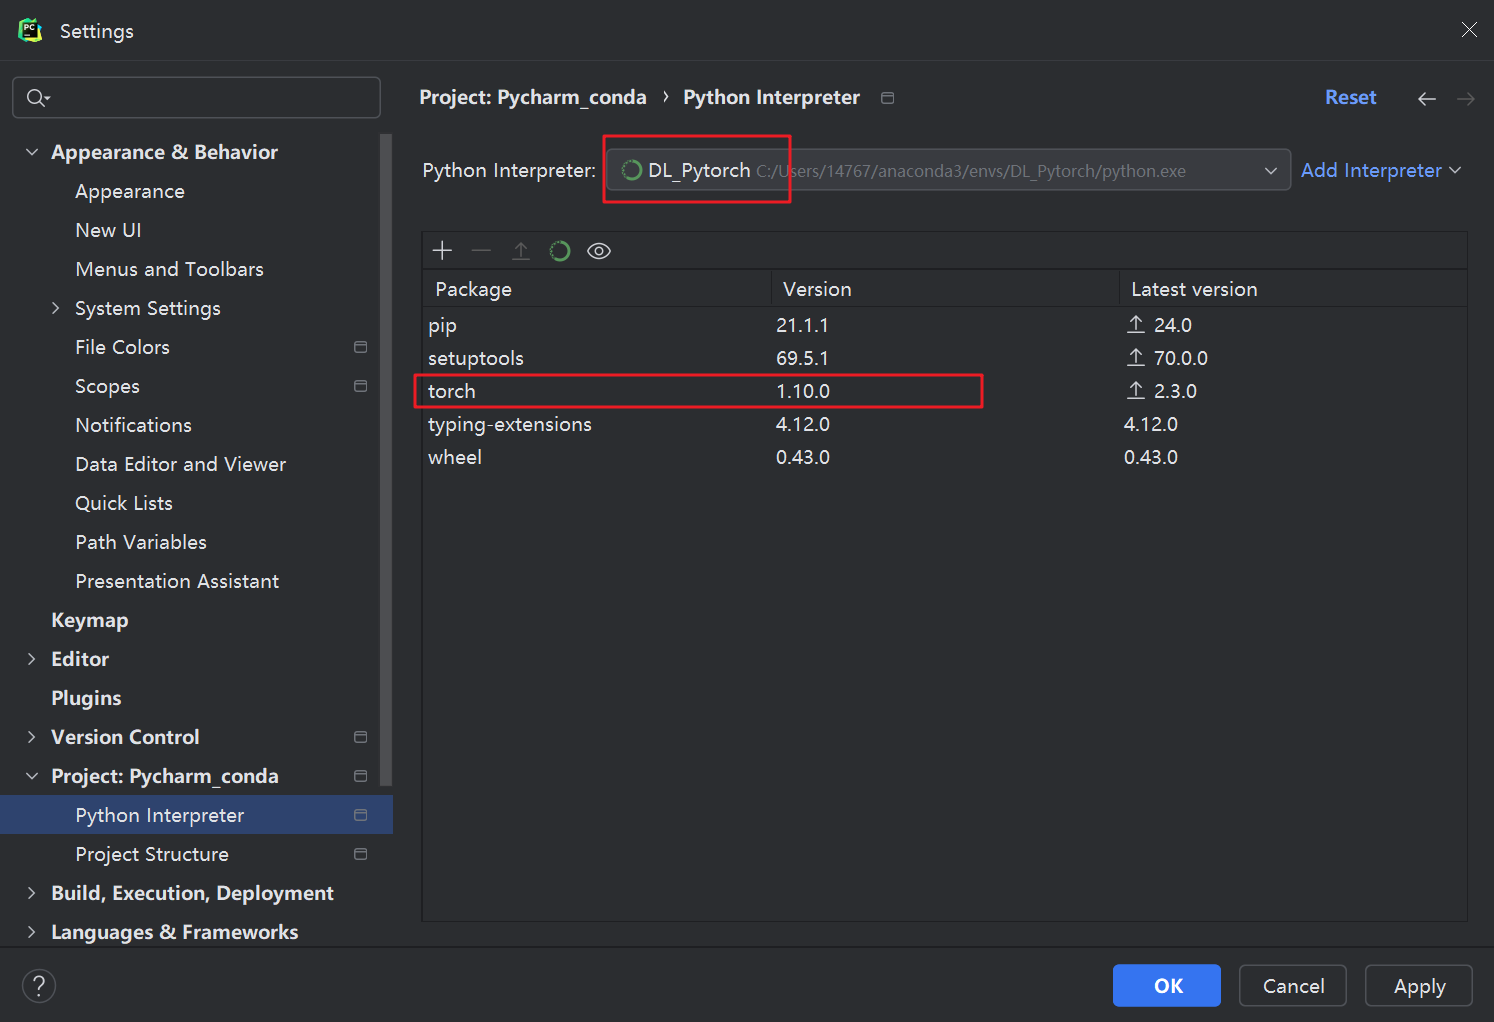 PC
Settings
Project: Pycharm_conda › Python Interpreter
Reset
Appearance & Behavior
Appearance
New UI
Menus and Toolbars
System Settings
File Colors
Scopes
Notifications
Data Editor and Viewer
Quick Lists
Path Variables
Presentation Assistant
Keymap
Editor
Plugins
Version Control
Project: Pycharm_conda
Python Interpreter
Project Structure
Build, Execution, Deployment
Languages & Frameworks
Python Interpreter: DL_Pytorch C:/Users/14767/anaconda3/envs/DL_Pytorch/python.exe Add Interpreter
Package Version Latest version
pip 21.1.1 24.0
setuptools 69.5.1 70.0.0
torch 1.10.0 2.3.0
typing-extensions 4.12.0 4.12.0
wheel 0.43.0 0.43.0
? OK Cancel Apply